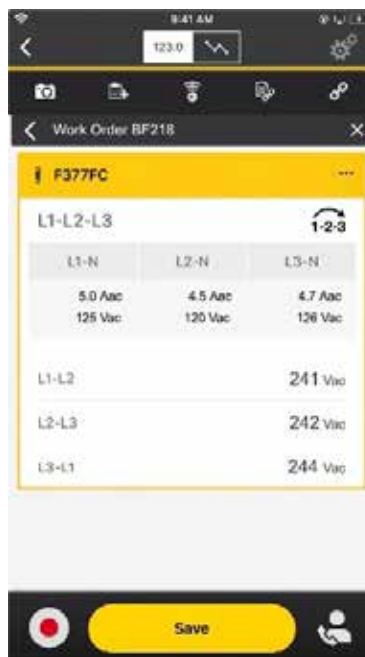 9:41 AM
123.0
Work Order BF218
F377FC
L1-L2-L3
1-2-3
L1-N L2-N L3-N
5.0 Aac 4.5 Aac 4.7 Aac
125 Vac 120 Vac 126 Vac
L1-L2 241 Vac
L2-L3 242 Vac
L3-L1 244 Vac
Save